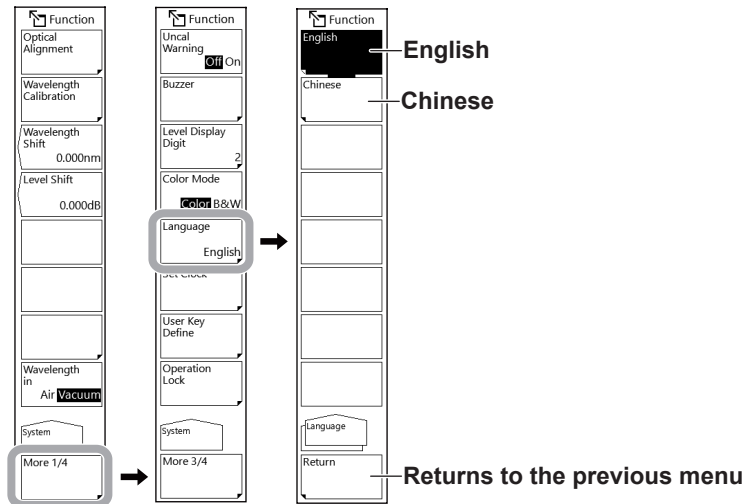 Function
Optical
Alignment
Wavelength
Calibration
Wavelength
Shift
0.000nm
Level Shift
0.000dB
Wavelength
in
Air Vacuum
System
More 1/4
Function
Uncal
Warning
Off On
Buzzer
Level Display
Digit
2
Color Mode
Color B&W
Language
English
Set Clock
User Key
Define
Operation
Lock
System
More 3/4
Function
English
Chinese
Language
Return
English
Chinese
Returns to the previous menu